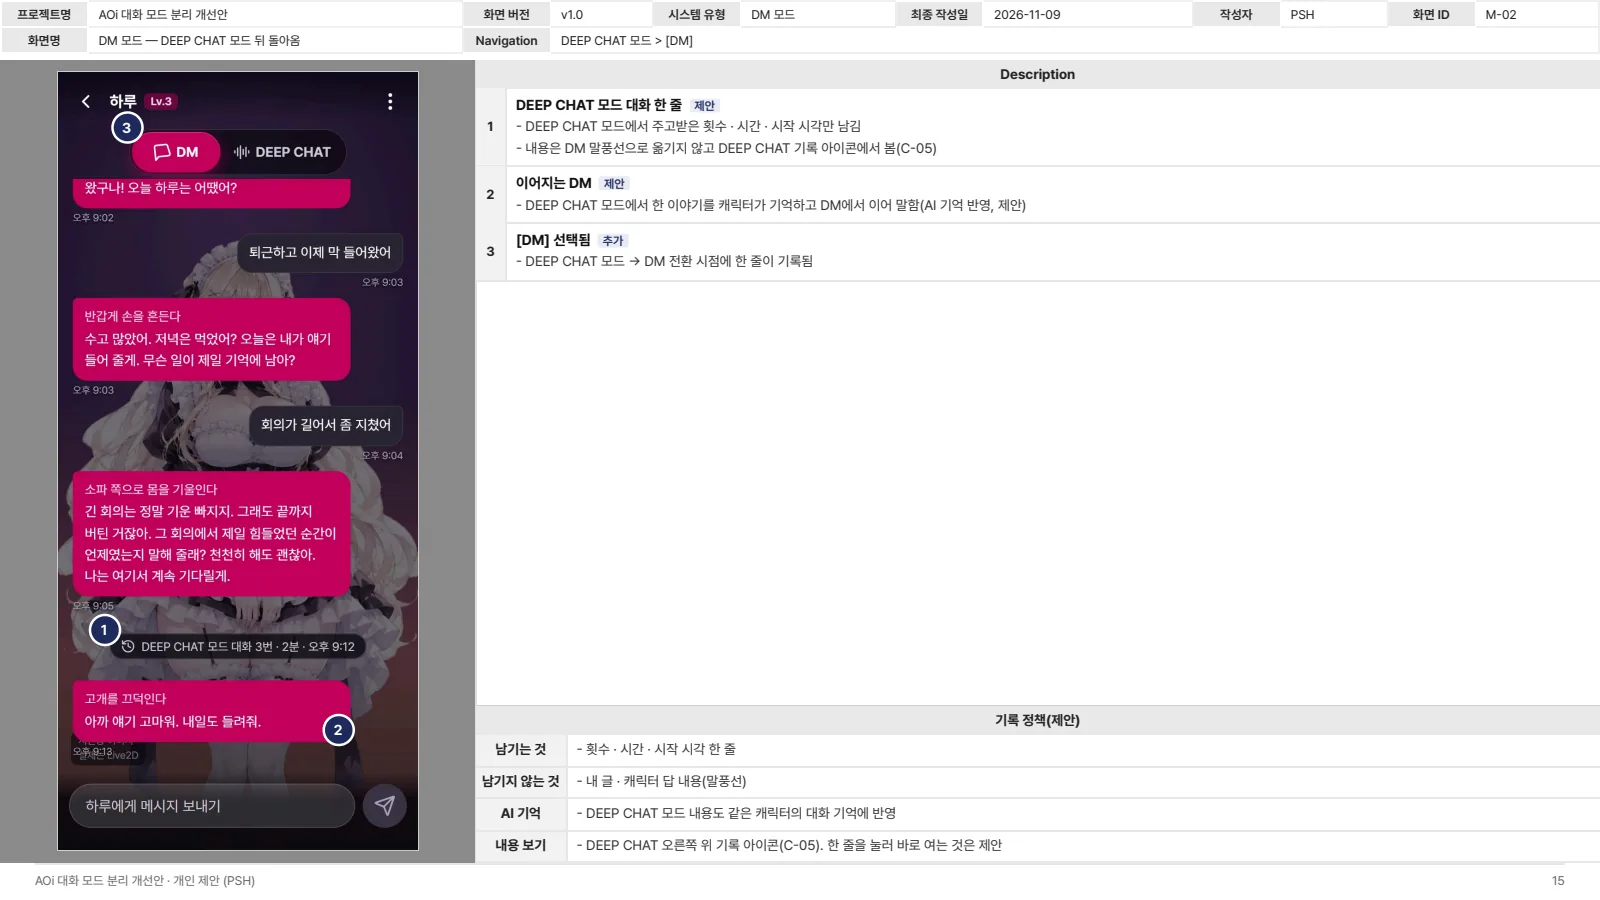 프로젝트명 AOi 대화 모드 분리 개선안 화면 버전 v1.0 시스템 유형 DM 모드 최종 작성일 2026-11-09 작성자 PSH 화면 ID M-02
화면명 DM 모드 — DEEP CHAT 모드 뒤 돌아옴 Navigation DEEP CHAT 모드 > [DM]
하루 Lv.3
3
DM DEEP CHAT
왔구나! 오늘 하루는 어땠어?
오후 9:02
퇴근하고 이제 막 들어왔어
오후 9:03
반갑게 손을 흔든다
수고 많았어. 저녁은 먹었어? 오늘은 내가 얘기
들어 줄게. 무슨 일이 제일 기억에 남아?
오후 9:03
회의가 길어서 좀 지쳤어
오후 9:04
소파 쪽으로 몸을 기울인다
긴 회의는 정말 기운 빠지지. 그래도 끝까지
버틴 거잖아. 그 회의에서 제일 힘들었던 순간이
언제였는지 말해 줄래? 천천히 해도 괜찮아.
나는 여기서 계속 기다릴게.
오후 9:05
1
DEEP CHAT 모드 대화 3번 · 2분 · 오후 9:12
고개를 끄덕인다
아까 얘기 고마워. 내일도 들려줘.
2
오후 9:13
Live2D
하루에게 메시지 보내기
Description
1
DEEP CHAT 모드 대화 한 줄 제안
- DEEP CHAT 모드에서 주고받은 횟수 · 시간 · 시작 시각만 남김
- 내용은 DM 말풍선으로 옮기지 않고 DEEP CHAT 기록 아이콘에서 봄(C-05)
2
이어지는 DM 제안
- DEEP CHAT 모드에서 한 이야기를 캐릭터가 기억하고 DM에서 이어 말함(AI 기억 반영, 제안)
3
[DM] 선택됨 추가
- DEEP CHAT 모드 → DM 전환 시점에 한 줄이 기록됨
기록 정책(제안)
남기는 것 - 횟수 · 시간 · 시작 시각 한 줄
남기지 않는 것 - 내 글 · 캐릭터 답 내용(말풍선)
AI 기억 - DEEP CHAT 모드 내용도 같은 캐릭터의 대화 기억에 반영
내용 보기 - DEEP CHAT 오른쪽 위 기록 아이콘(C-05). 한 줄을 눌러 바로 여는 것은 제안
AOi 대화 모드 분리 개선안 · 개인 제안 (PSH) 15